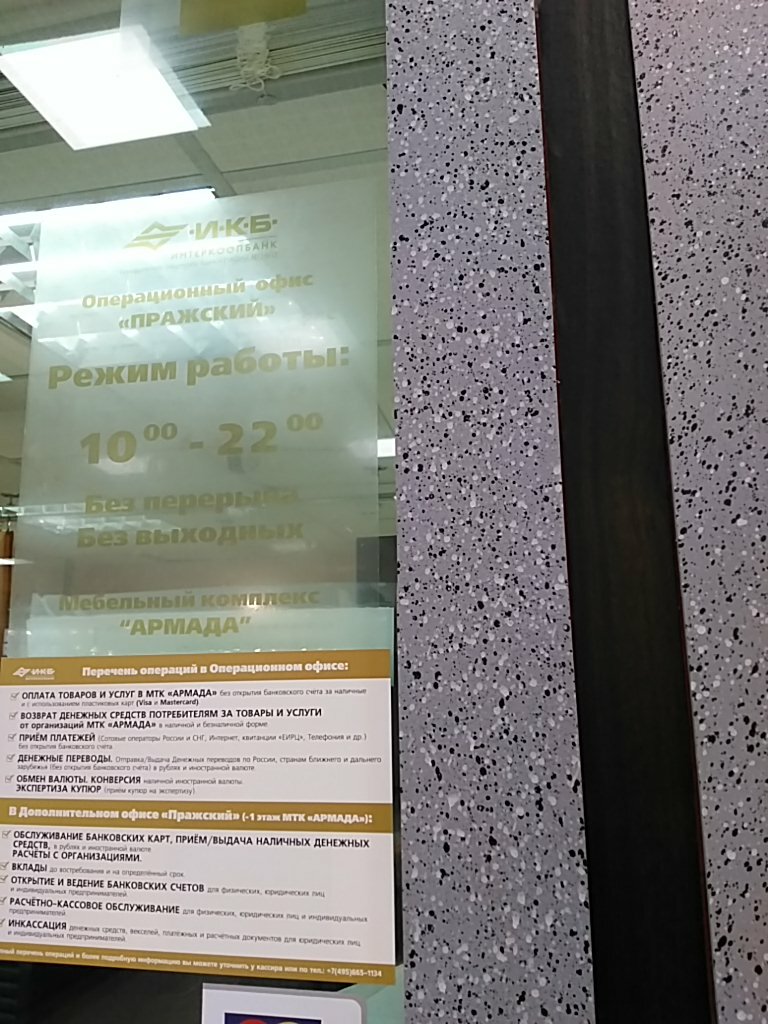 ·И·К·Б·
ИНТЕРКООПБАНК
Операционный офис
«ПРАЖСКИЙ»
Режим работы:
10⁰⁰ - 22⁰⁰
Без перерыва
Без выходных
Мебельный комплекс
“АРМАДА”
·И·К·Б·
Перечень операций в Операционном офисе:
ОПЛАТА ТОВАРОВ И УСЛУГ В МТК «АРМАДА» без открытия банковского счёта за наличные
и с использованием пластиковых карт (Visa и Mastercard)
ВОЗВРАТ ДЕНЕЖНЫХ СРЕДСТВ ПОТРЕБИТЕЛЯМ ЗА ТОВАРЫ И УСЛУГИ
от организаций МТК «АРМАДА» в наличной и безналичной форме.
ПРИЁМ ПЛАТЕЖЕЙ (Сотовые операторы России и СНГ, Интернет, квитанции «ЕИРЦ», Телефония и др.)
без открытия банковского счёта.
ДЕНЕЖНЫЕ ПЕРЕВОДЫ. Отправка/Выдача Денежных переводов по России, странам ближнего и дальнего
зарубежья (без открытия банковского счёта) в рублях и иностранной валюте.
ОБМЕН ВАЛЮТЫ. КОНВЕРСИЯ наличной иностранной валюты.
ЭКСПЕРТИЗА КУПЮР (приём купюр на экспертизу)
В Дополнительном офисе «Пражский» (-1 этаж МТК «АРМАДА»):
ОБСЛУЖИВАНИЕ БАНКОВСКИХ КАРТ, ПРИЁМ/ВЫДАЧА НАЛИЧНЫХ ДЕНЕЖНЫХ
СРЕДСТВ, в рублях и иностранной валюте.
РАСЧЁТЫ С ОРГАНИЗАЦИЯМИ.
ВКЛАДЫ до востребования и на определённый срок.
ОТКРЫТИЕ И ВЕДЕНИЕ БАНКОВСКИХ СЧЕТОВ для физических, юридических лиц
и индивидуальных предпринимателей.
РАСЧЁТНО-КАССОВОЕ ОБСЛУЖИВАНИЕ для физических, юридических лиц и индивидуальных
предпринимателей.
ИНКАССАЦИЯ денежных средств, векселей, платёжных и расчётных документов для юридических лиц
и индивидуальных предпринимателей.
перечень операций и более подробную информацию вы можете уточнить у кассира или по тел.: +7(495)665-1134